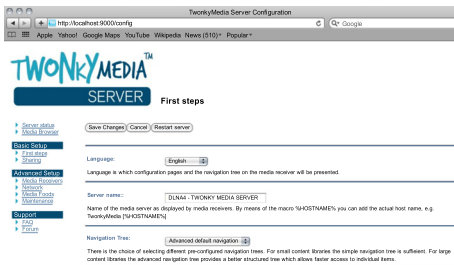 TwonkyMedia Server Configuration
http://localhost:9000/config
Google
Apple Yahoo! Google Maps YouTube Wikipedia News (510) Popular
TWONKYMEDIA TM
SERVER
First steps
Server status
Media Browser
Save Changes Cancel Restart server
Basic Setup
First steps
Sharing
Advanced Setup
Media Receivers
Network
Media Feeds
Maintenance
Support
FAQ
Forum
Language: English
Language is which configuration pages and the navigation tree on the media receiver will be presented.
Server name: DLNA4 - TWONKY MEDIA SERVER
Name of the media server as displayed by media receivers. By means of the macro %HOSTNAME% you can add the actual host name, e.g.
TwonkyMedia [%HOSTNAME%]
Navigation Tree: Advanced default navigation
There is the choice of selecting different pre-configured navigation trees. For small content libraries the simple navigation tree is sufficient. For large
content libraries the advanced navigation tree provides a better structured tree which allows faster access to individual items.